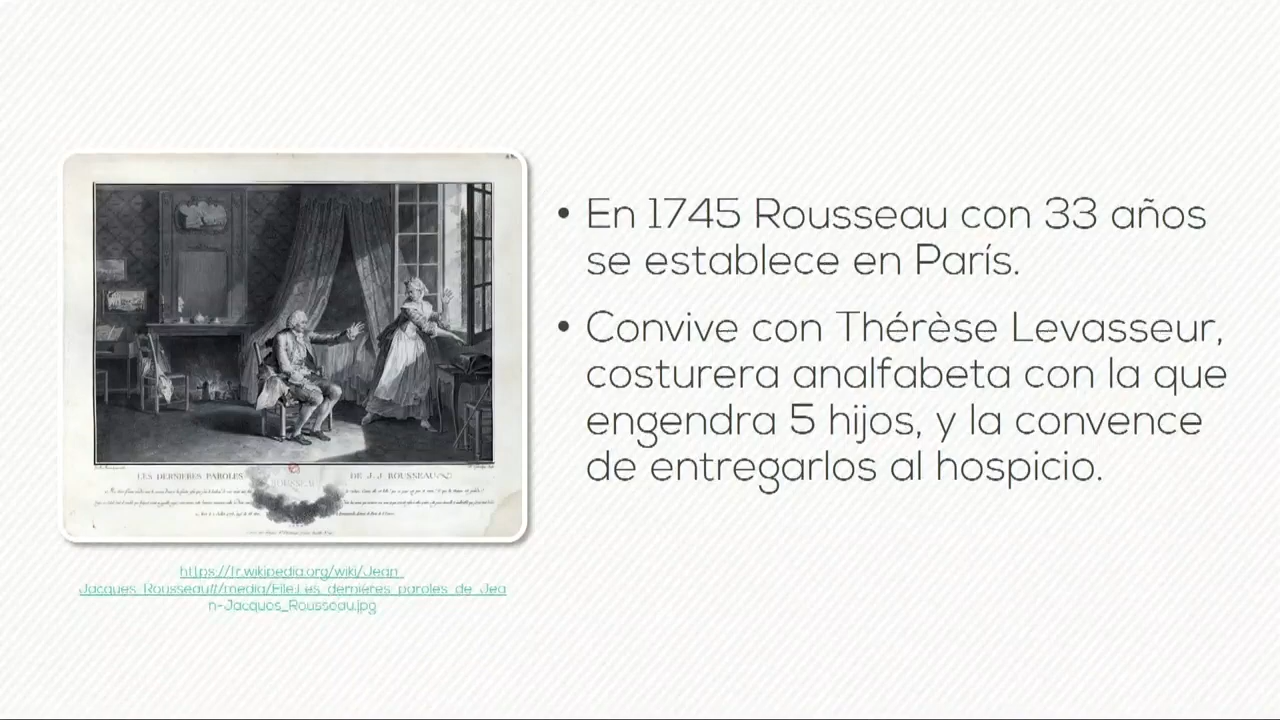 LES DERNIERES PAROLES DE J. J. ROUSSEAU
https://fr.wikipedia.org/wiki/Jean_
Jacques_Rousseau#/media/File:Les_dernières_paroles_de_Jea
n-Jacques_Rousseau.jpg
• En 1745 Rousseau con 33 años
se establece en París.
• Convive con Thérèse Levasseur,
costurera analfabeta con la que
engendra 5 hijos, y la convence
de entregarlos al hospicio.